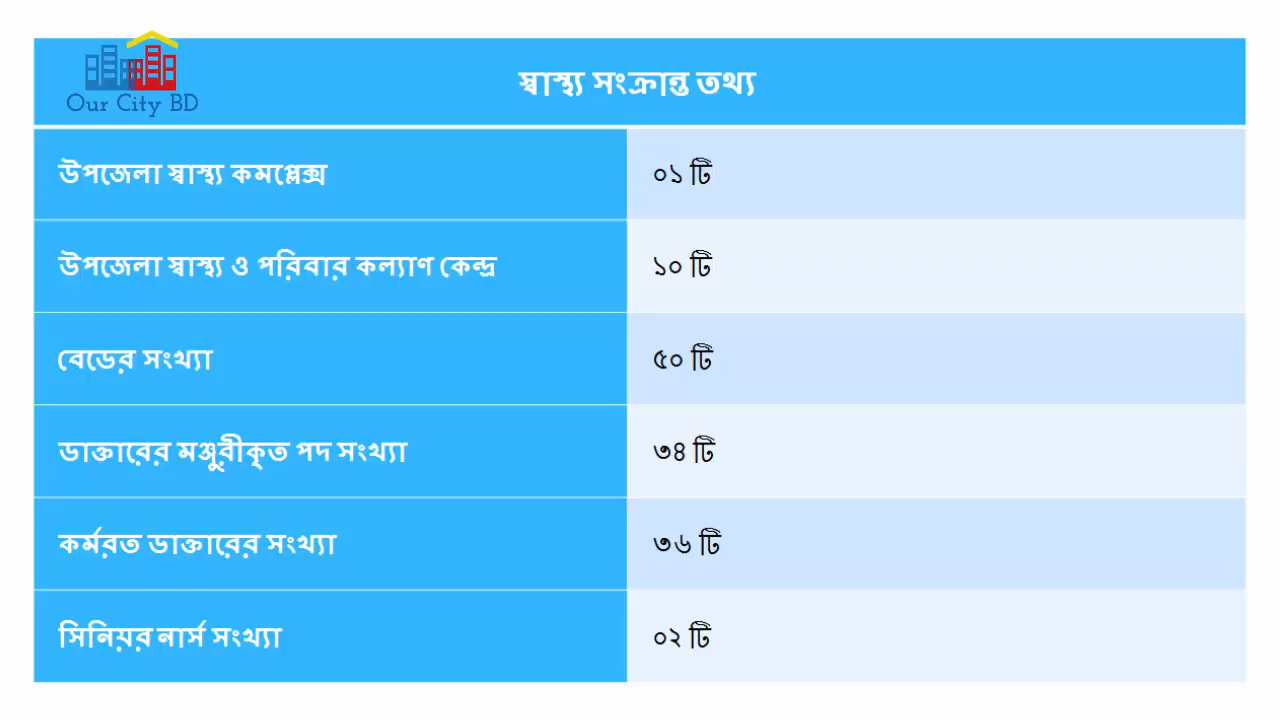 Our City BD
স্বাস্থ্য সংক্রান্ত তথ্য
উপজেলা স্বাস্থ্য কমপ্লেক্স ০১ টি
উপজেলা স্বাস্থ্য ও পরিবার কল্যাণ কেন্দ্র ১০ টি
বেডের সংখ্যা ৫০ টি
ডাক্তারের মঞ্জুরীকৃত পদ সংখ্যা ৩৪ টি
কর্মরত ডাক্তারের সংখ্যা ৩৬ টি
সিনিয়র নার্স সংখ্যা ০২ টি